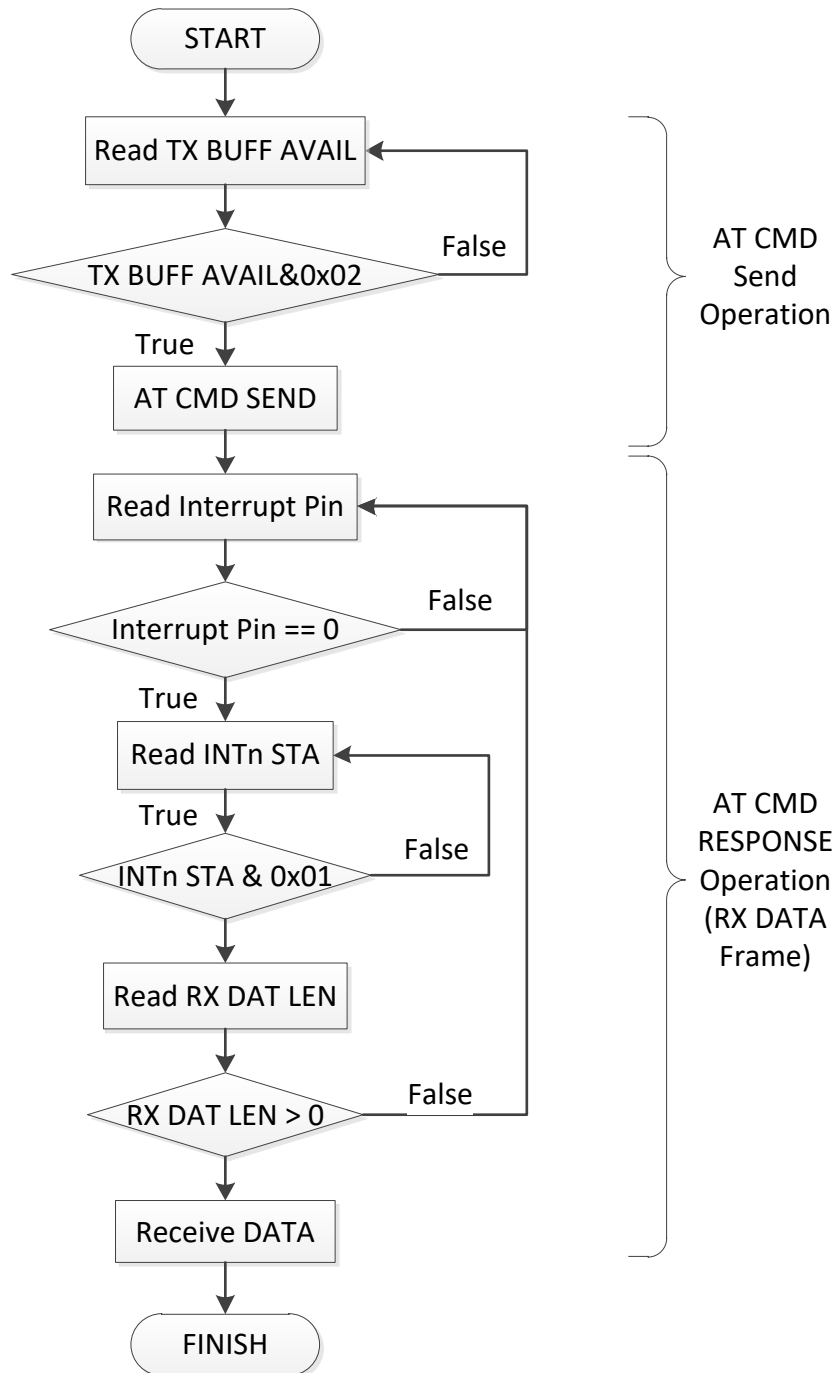 START
Read TX BUFF AVAIL
False
TX BUFF AVAIL&0x02
True
AT CMD SEND
AT CMD
Send
Operation
Read Interrupt Pin
False
Interrupt Pin == 0
True
Read INTn STA
True
False
INTn STA & 0x01
Read RX DAT LEN
False
RX DAT LEN > 0
Receive DATA
FINISH
AT CMD
RESPONSE
Operation
(RX DATA
Frame)